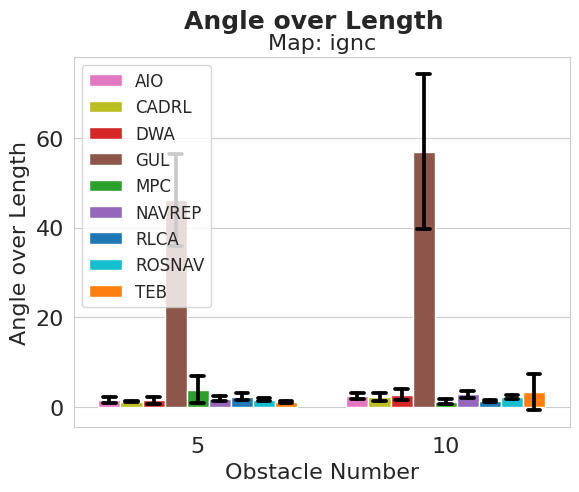 Angle over Length
Map: ignc
AIO
CADRL
DWA
GUL
MPC
NAVREP
RLCA
ROSNAV
TEB
Angle over Length
60
40
20
0
5
10
Obstacle Number